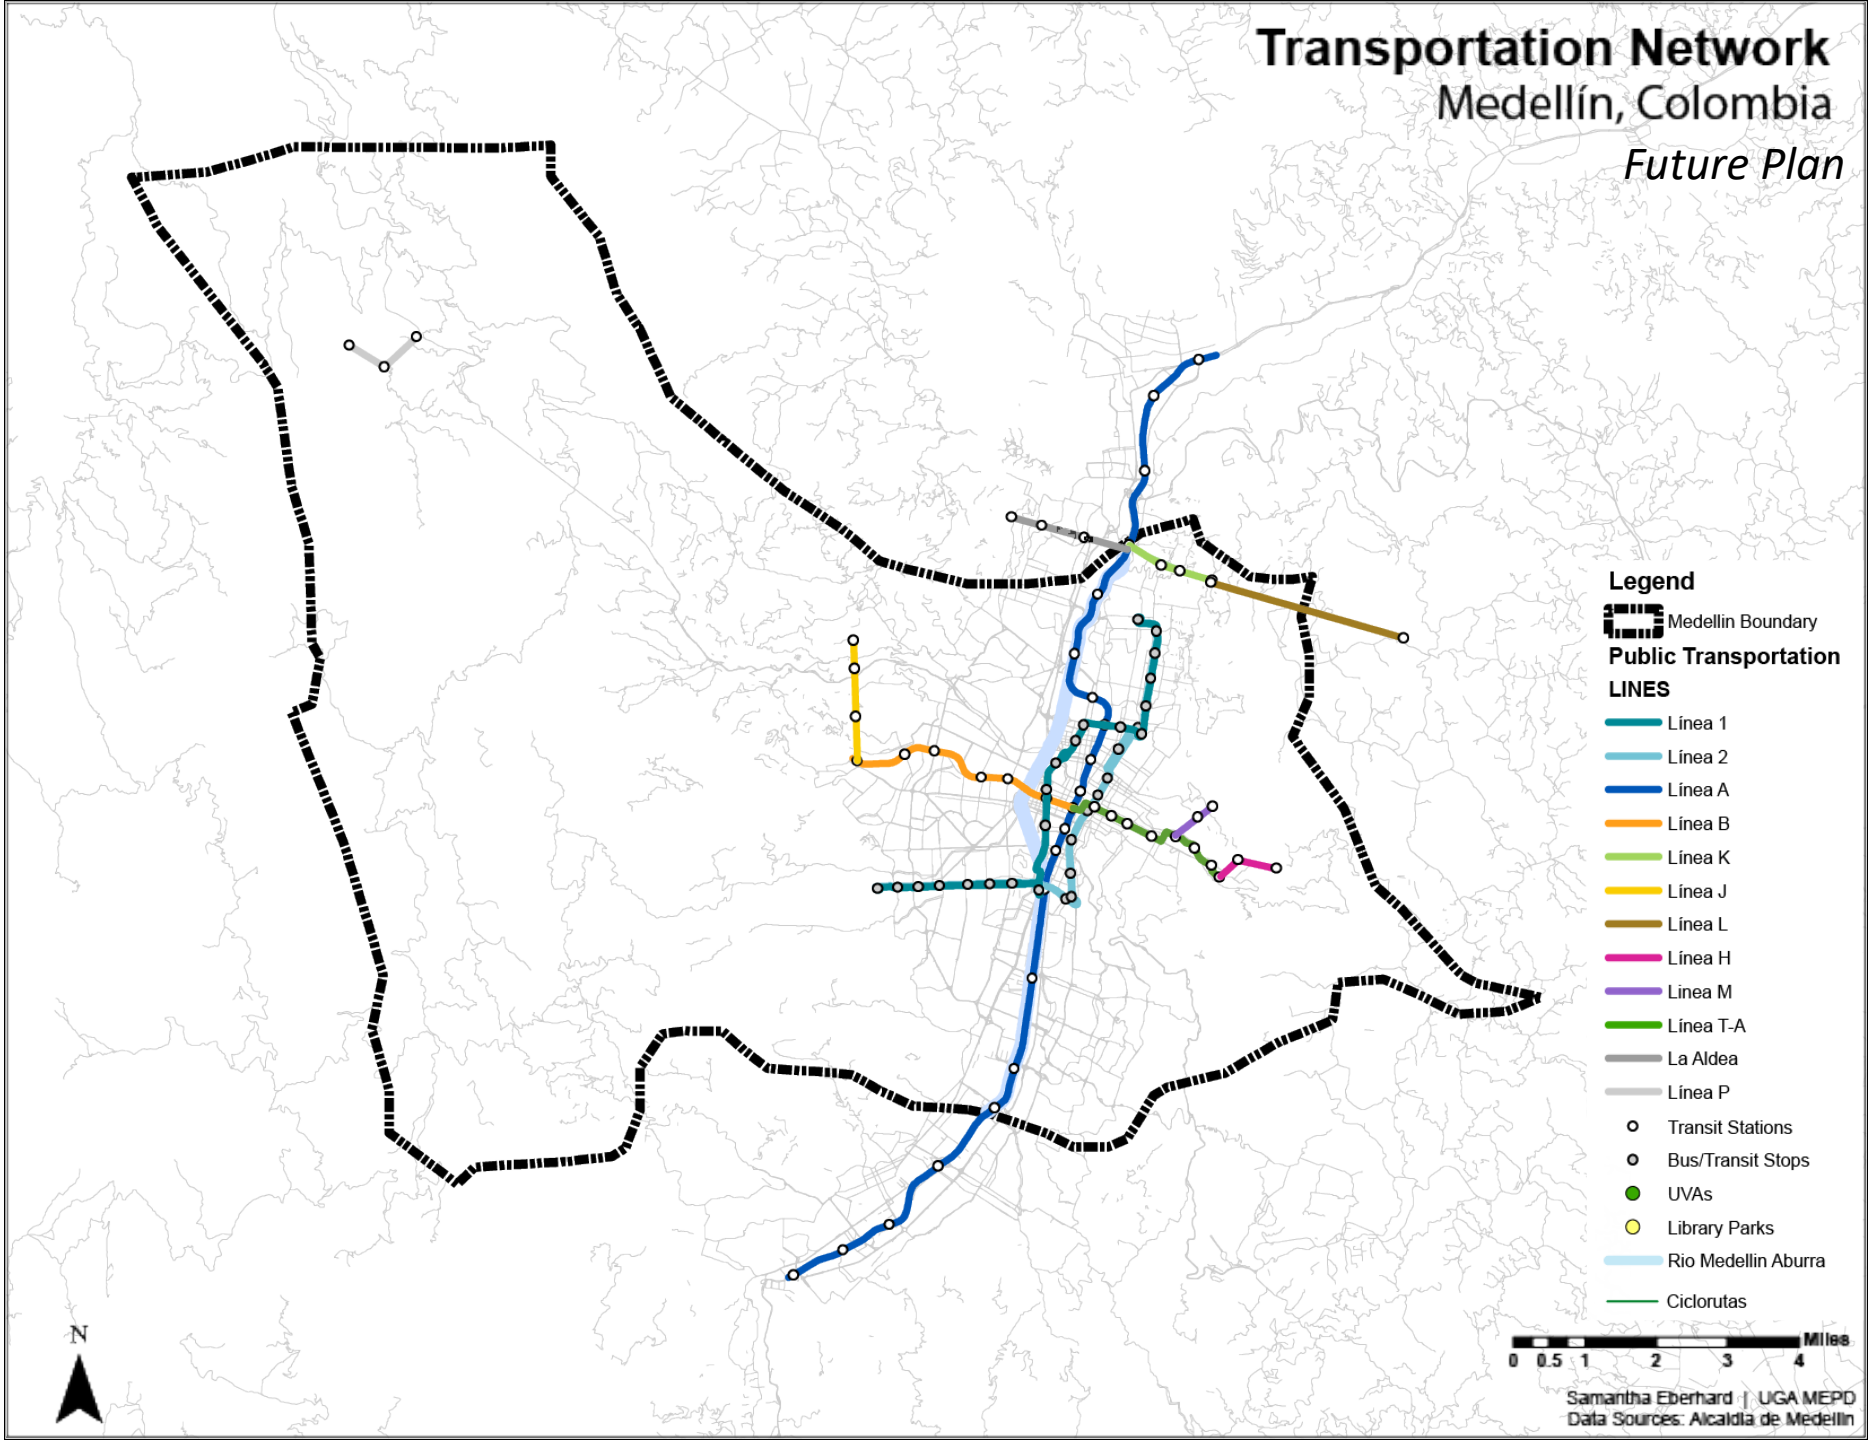 Transportation Network
Medellín, Colombia
Future Plan
Legend
Medellin Boundary
Public Transportation
LINES
Línea 1
Línea 2
Línea A
Línea B
Línea K
Línea J
Línea L
Línea H
Linea M
Línea T-A
La Aldea
Línea P
Transit Stations
Bus/Transit Stops
UVAs
Library Parks
Rio Medellin Aburra
Ciclorutas
N
Miles
0 0.5 1 2 3 4
Samantha Eberhard | UGA MEPD
Data Sources: Alcaldia de Medellin